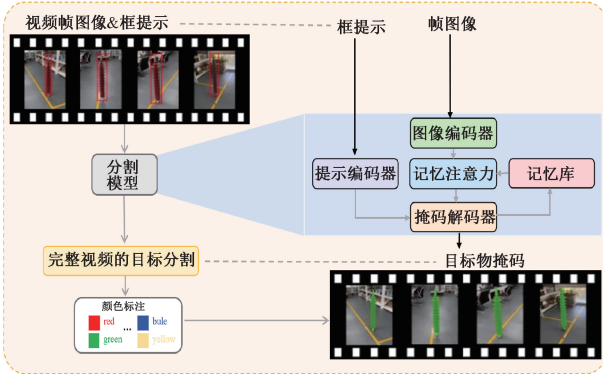 视频帧图像&框提示
框提示
帧图像
图像编码器
分割
模型
提示编码器
记忆注意力
记忆库
掩码解码器
完整视频的目标分割
目标物掩码
颜色标注
red ... bule
green yellow